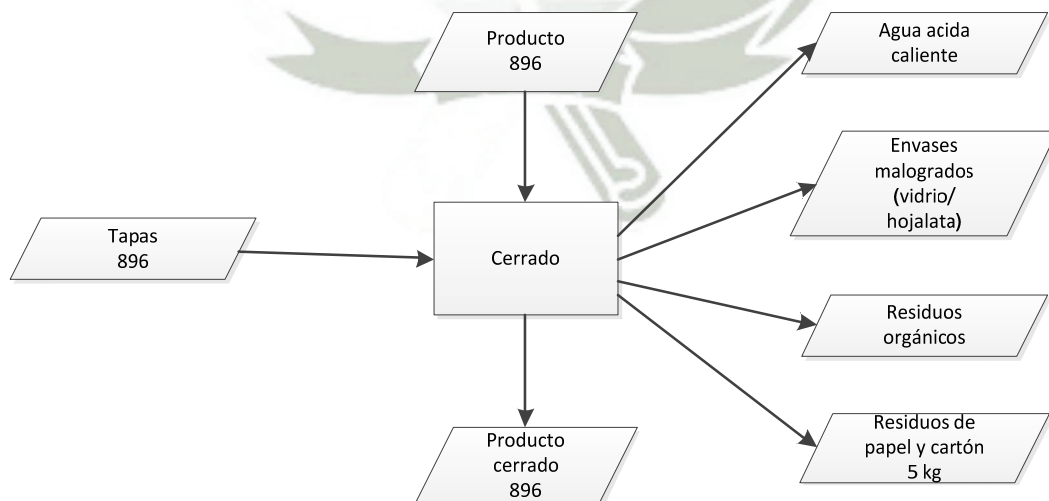 Producto
896
Agua acida
caliente
Envases
malogrados
(vidrio/
hojalata)
Tapas
896
Cerrado
Residuos
orgánicos
Producto
cerrado
896
Residuos de
papel y cartón
5 kg